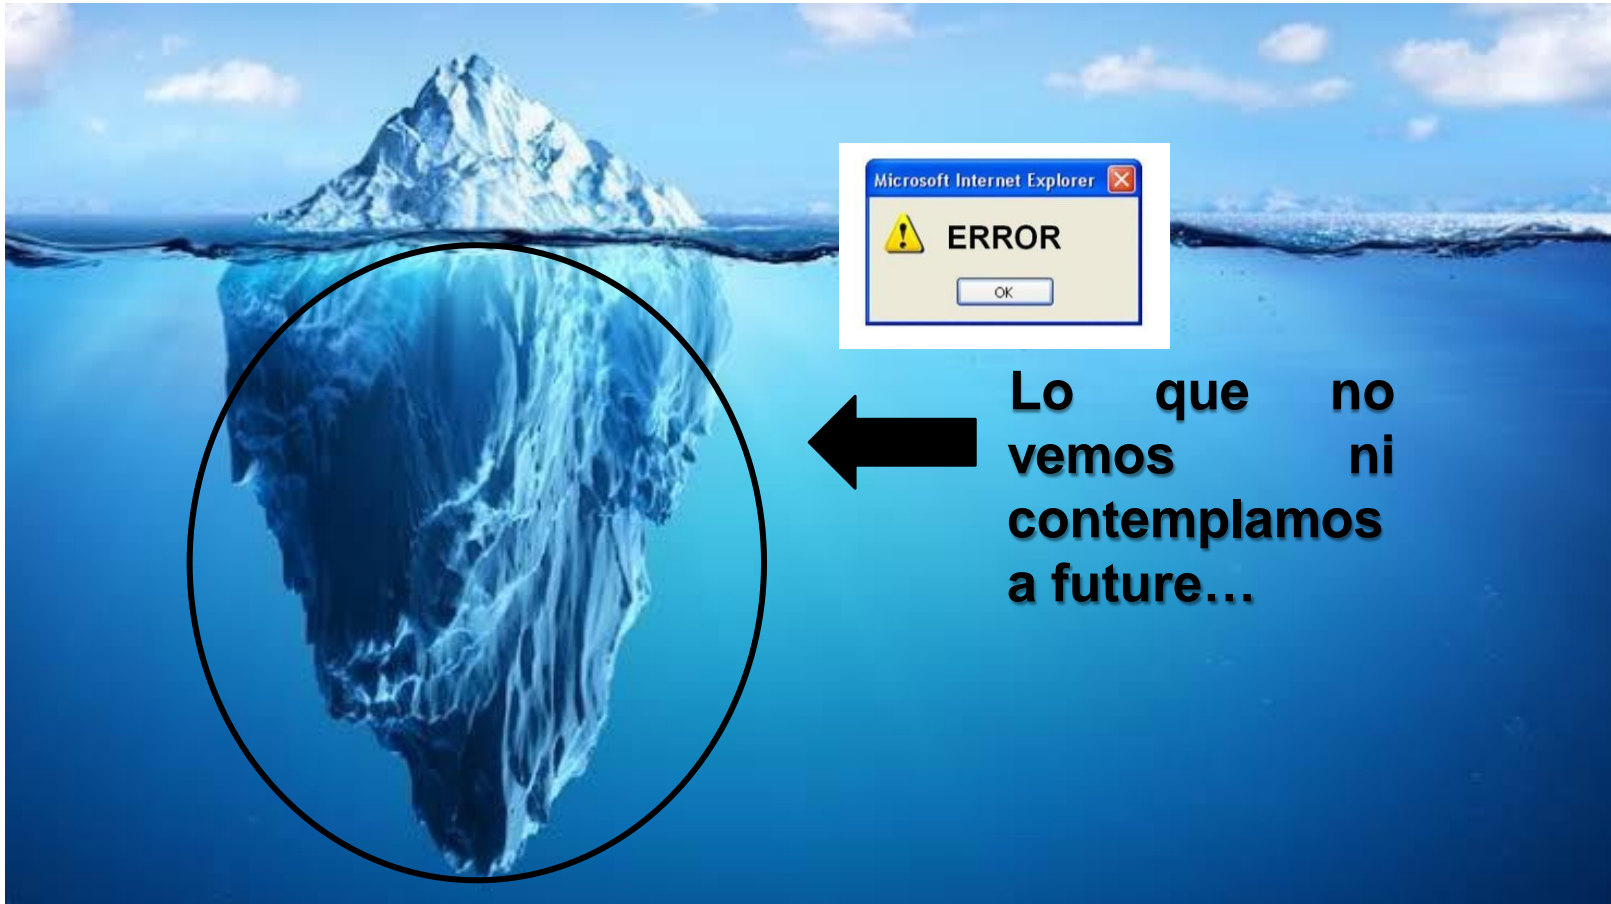 Microsoft Internet Explorer
ERROR
OK
Lo que no
vemos ni
contemplamos
a future…